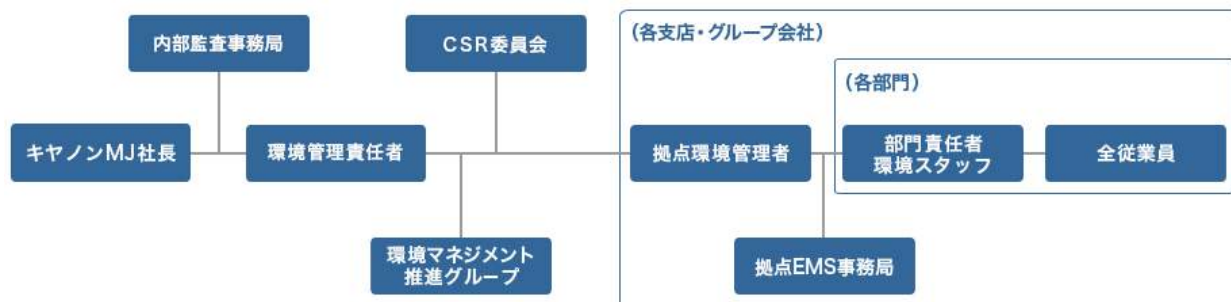 内部監査事務局
CSR委員会
(各支店・グループ会社)
(各部門)
キヤノンMJ社長
環境管理責任者
拠点環境管理者
部門責任者
環境スタッフ
全従業員
環境マネジメント
推進グループ
拠点EMS事務局